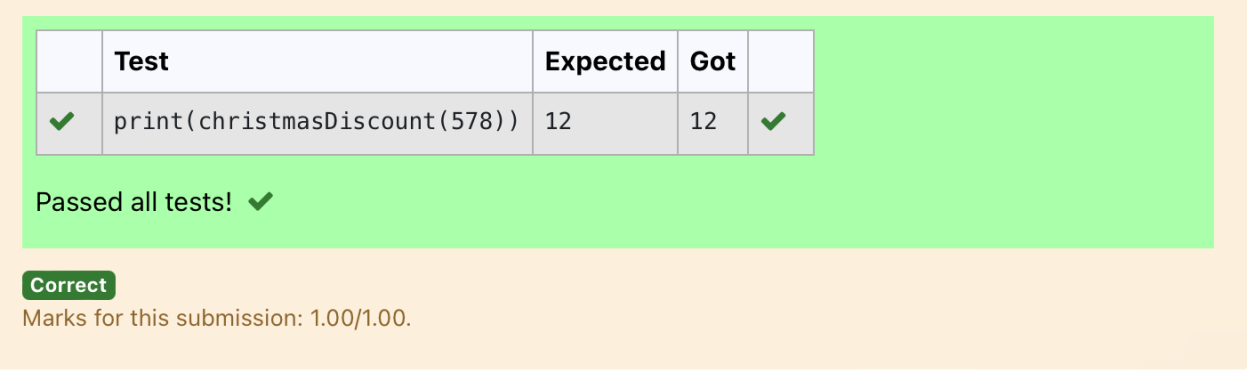 Test Expected Got
print(christmasDiscount(578)) 12 12
Passed all tests!
Correct
Marks for this submission: 1.00/1.00.